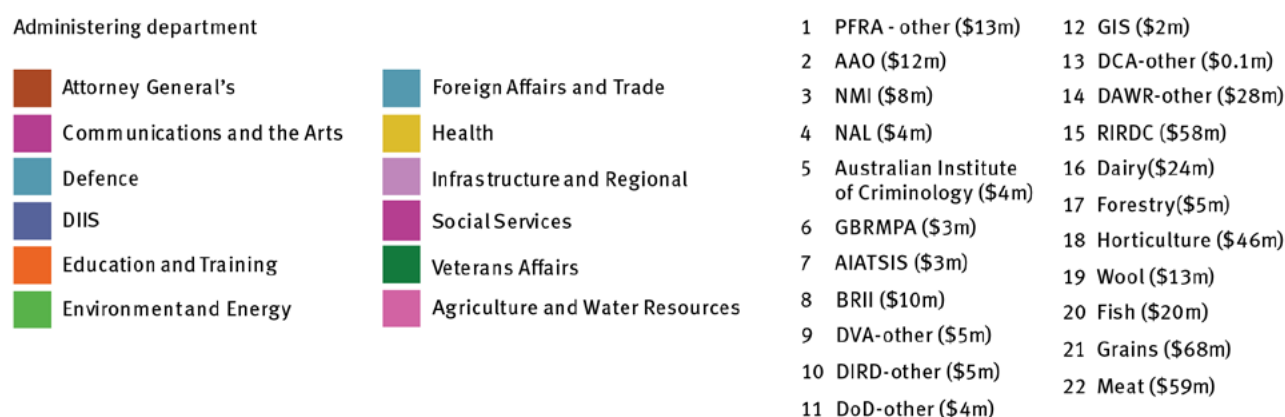 Administering department
Attorney General's
Communications and the Arts
Defence
DIIS
Education and Training
Environment and Energy
Foreign Affairs and Trade
Health
Infrastructure and Regional
Social Services
Veterans Affairs
Agriculture and Water Resources
1 PFRA - other ($13m)
2 AAO ($12m)
3 NMI ($8m)
4 NAL ($4m)
5 Australian Institute
of Criminology ($4m)
6 GBRMPA ($3m)
7 AIATSIS ($3m)
8 BRII ($10m)
9 DVA-other ($5m)
10 DIRD-other ($5m)
11 DoD-other ($4m)
12 GIS ($2m)
13 DCA-other ($0.1m)
14 DAWR-other ($28m)
15 RIRDC ($58m)
16 Dairy($24m)
17 Forestry($5m)
18 Horticulture ($46m)
19 Wool ($13m)
20 Fish ($20m)
21 Grains ($68m)
22 Meat ($59m)